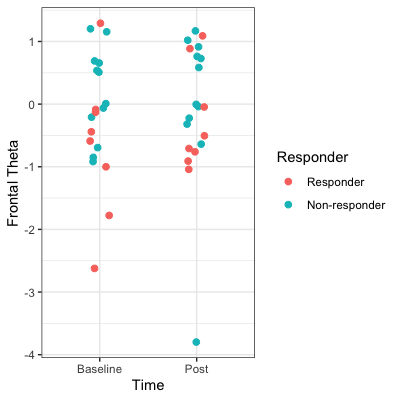 1
0
-1
-2
-3
-4
Frontal Theta
Baseline
Post
Time
Responder
Responder
Non-responder